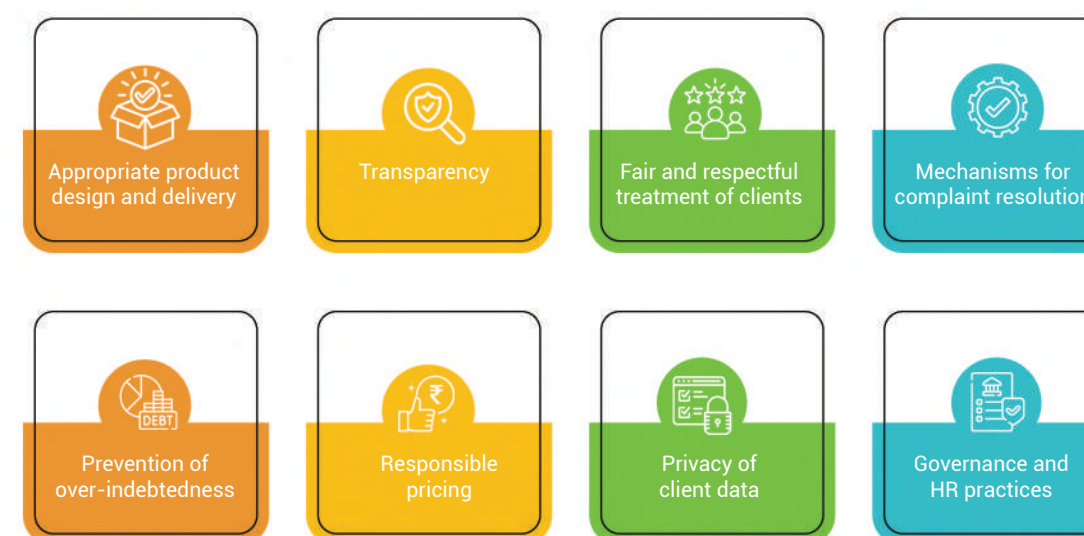 Appropriate product
design and delivery
Transparency
Fair and respectful
treatment of clients
Mechanisms for
complaint resolution
DEBT
Prevention of
over-indebtedness
₹
Responsible
pricing
Privacy of
client data
Governance and
HR practices